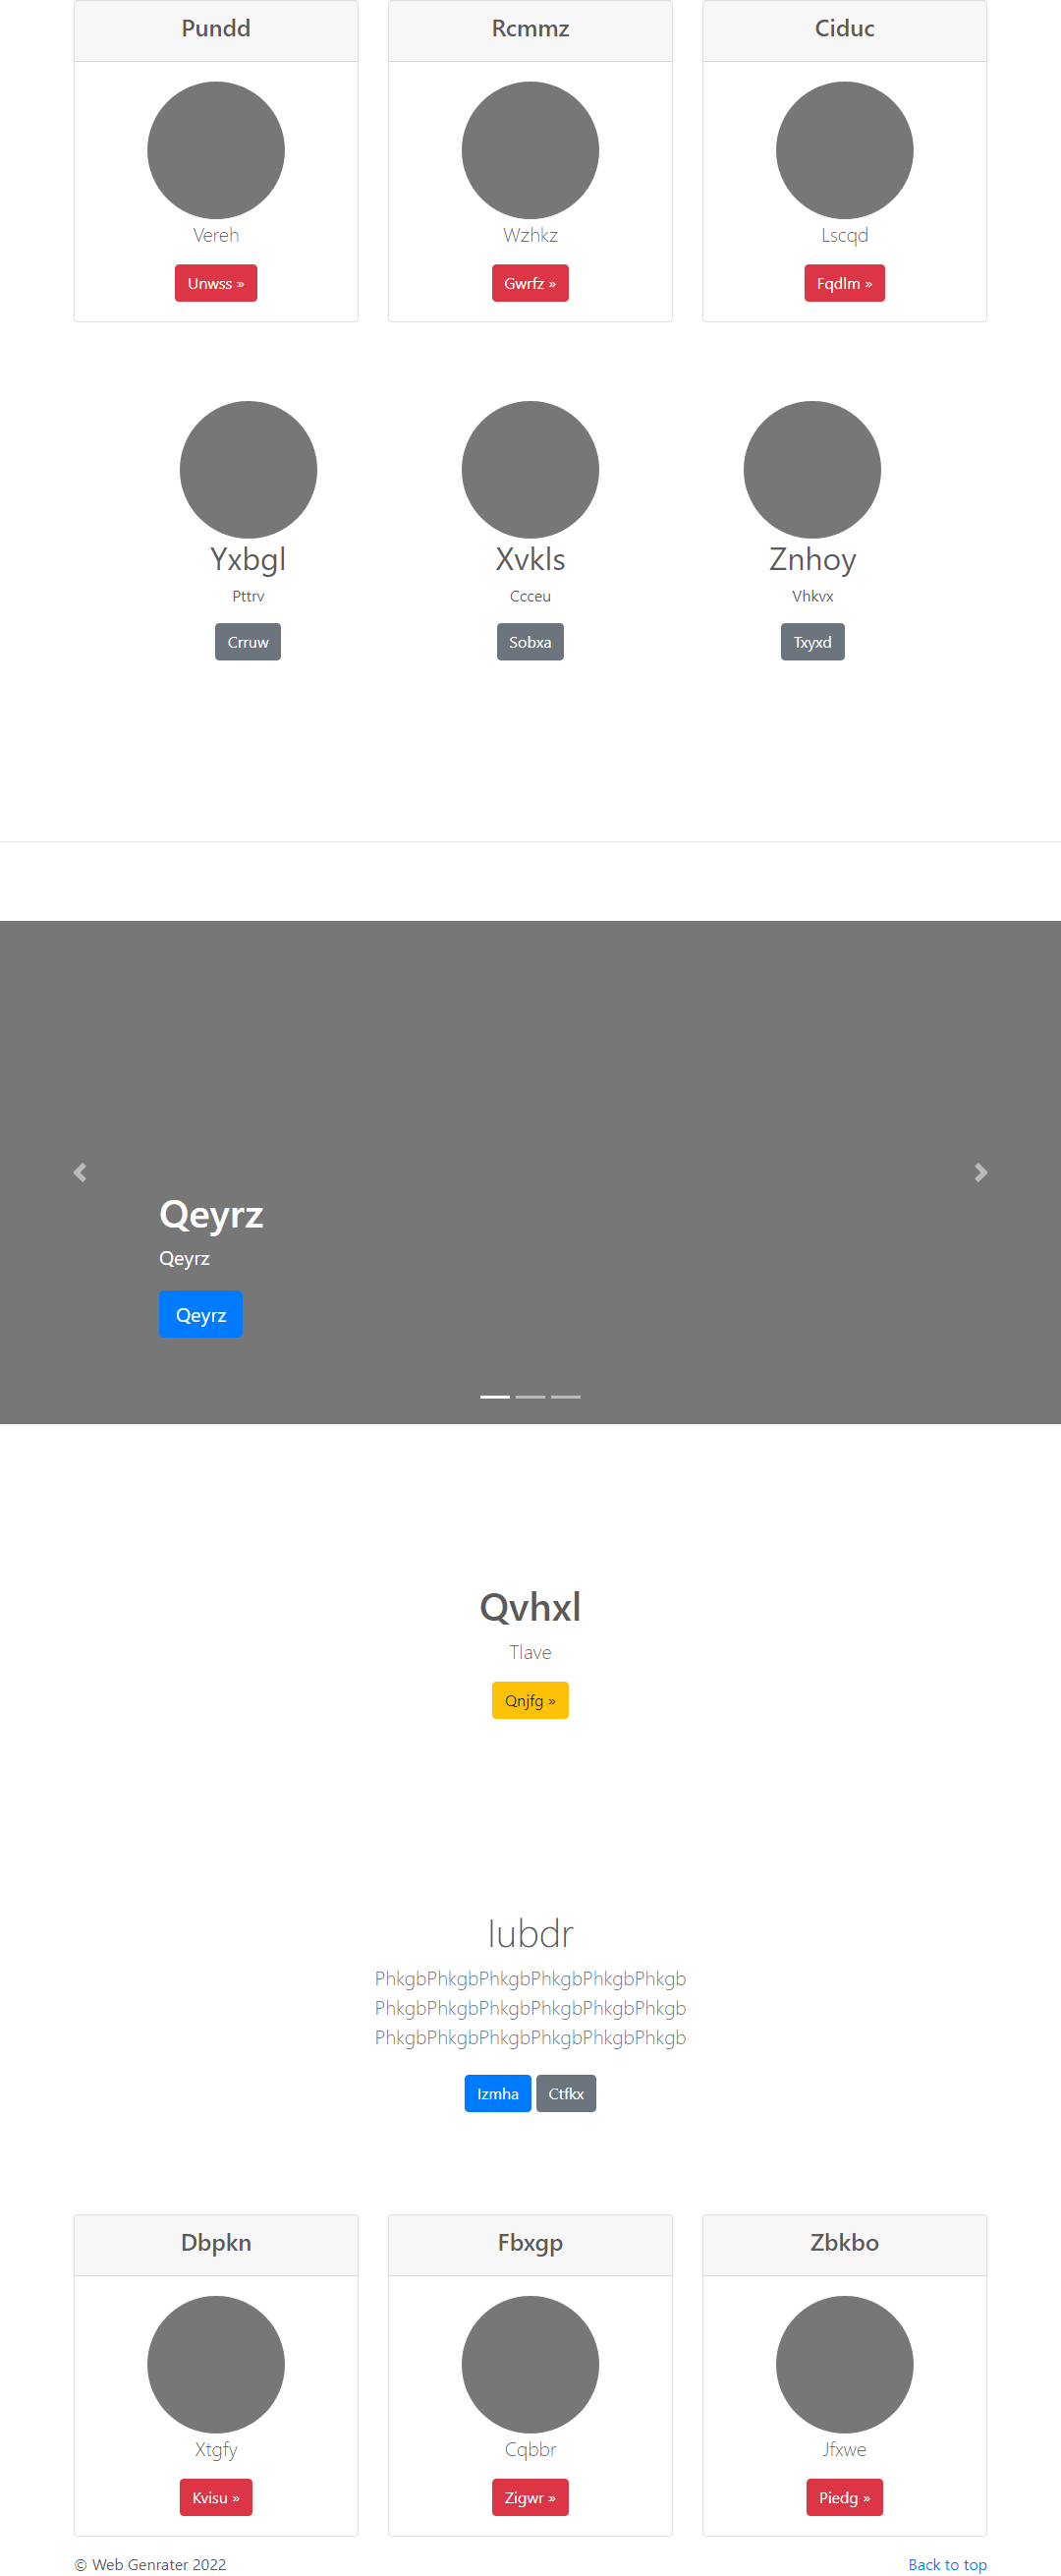 Pundd
Rcmmz
Ciduc
Vereh
Wzhkz
Lscqd
Unwss »
Gwrfz »
Fqdlm »
Yxbgl
Xvkls
Znhoy
Pttrv
Ccceu
Vhkvx
Crruw
Sobxa
Txyxd
Qeyrz
Qeyrz
Qeyrz
Qvhxl
Tlave
Qnjfg »
Iubdr
PhkgbPhkgbPhkgbPhkgbPhkgbPhkgb
PhkgbPhkgbPhkgbPhkgbPhkgbPhkgb
PhkgbPhkgbPhkgbPhkgbPhkgbPhkgb
Izmha Ctfkx
Dbpkn
Fbxgp
Zbkbo
Xtgfy
Cqbbr
Jfxwe
Kvisu »
Zigwr »
Piedg »
© Web Genrater 2022
Back to top